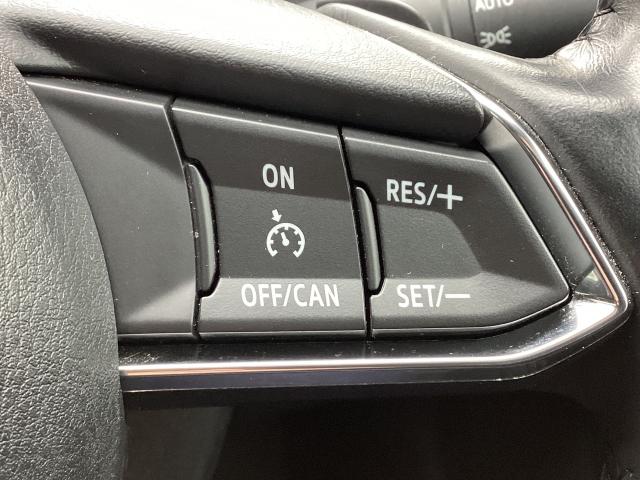 AUTO
ON
RES/+
OFF/CAN
SET/−